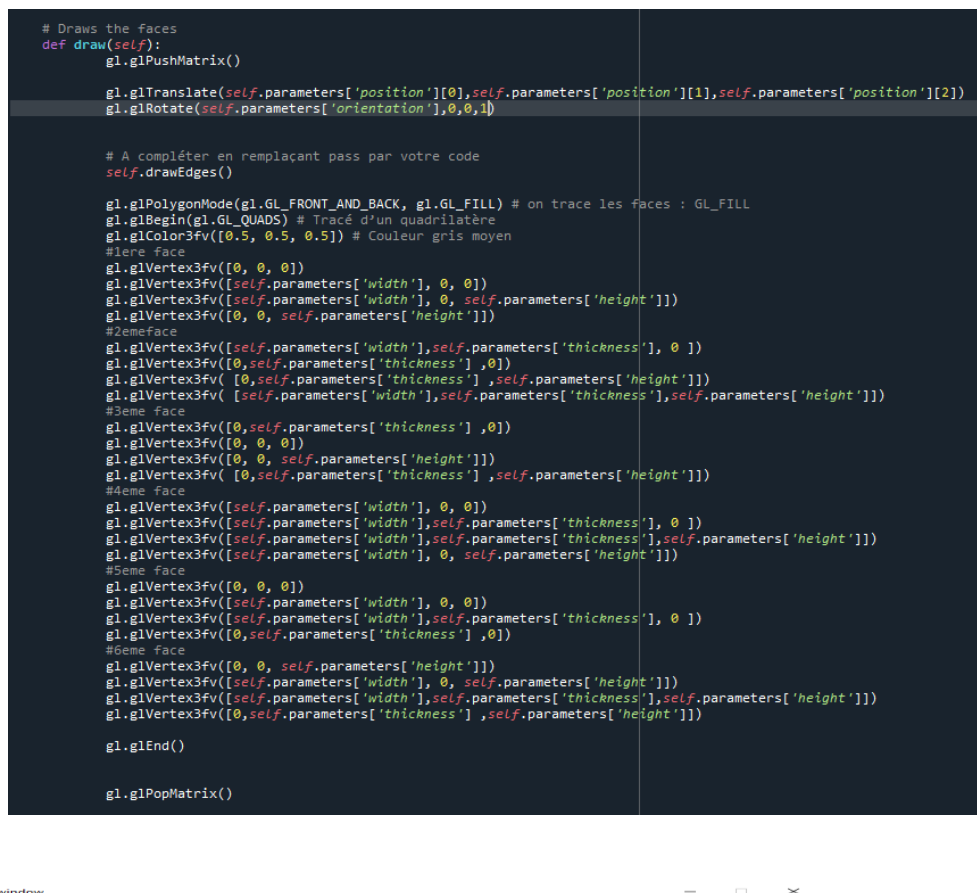 # Draws the faces
def draw(self):
gl.glPushMatrix()
gl.glTranslate(self.parameters['position'][0],self.parameters['position'][1],self.parameters['position'][2])
gl.glRotate(self.parameters['orientation'],0,0,1)
# A compléter en remplaçant pass par votre code
self.drawEdges()
gl.glPolygonMode(gl.GL_FRONT_AND_BACK, gl.GL_FILL) # on trace les faces : GL_FILL
gl.glBegin(gl.GL_QUADS) # Tracé d’un quadrilatère
gl.glColor3fv([0.5, 0.5, 0.5]) # Couleur gris moyen
#1ere face
gl.glVertex3fv([0, 0, 0])
gl.glVertex3fv([self.parameters['width'], 0, 0])
gl.glVertex3fv([self.parameters['width'], 0, self.parameters['height']])
gl.glVertex3fv([0, 0, self.parameters['height']])
#2emeface
gl.glVertex3fv([self.parameters['width'],self.parameters['thickness'], 0 ])
gl.glVertex3fv([0,self.parameters['thickness'] ,0])
gl.glVertex3fv( [0,self.parameters['thickness'] ,self.parameters['height']])
gl.glVertex3fv( [self.parameters['width'],self.parameters['thickness'],self.parameters['height']])
#3eme face
gl.glVertex3fv([0,self.parameters['thickness'] ,0])
gl.glVertex3fv([0, 0, 0])
gl.glVertex3fv([0, 0, self.parameters['height']])
gl.glVertex3fv( [0,self.parameters['thickness'] ,self.parameters['height']])
#4eme face
gl.glVertex3fv([self.parameters['width'], 0, 0])
gl.glVertex3fv([self.parameters['width'],self.parameters['thickness'], 0 ])
gl.glVertex3fv([self.parameters['width'],self.parameters['thickness'],self.parameters['height']])
gl.glVertex3fv([self.parameters['width'], 0, self.parameters['height']])
#5eme face
gl.glVertex3fv([0, 0, 0])
gl.glVertex3fv([self.parameters['width'], 0, 0])
gl.glVertex3fv([self.parameters['width'],self.parameters['thickness'], 0 ])
gl.glVertex3fv([0,self.parameters['thickness'] ,0])
#6eme face
gl.glVertex3fv([0, 0, self.parameters['height']])
gl.glVertex3fv([self.parameters['width'], 0, self.parameters['height']])
gl.glVertex3fv([self.parameters['width'],self.parameters['thickness'],self.parameters['height']])
gl.glVertex3fv([0,self.parameters['thickness'] ,self.parameters['height']])
gl.glEnd()
gl.glPopMatrix()